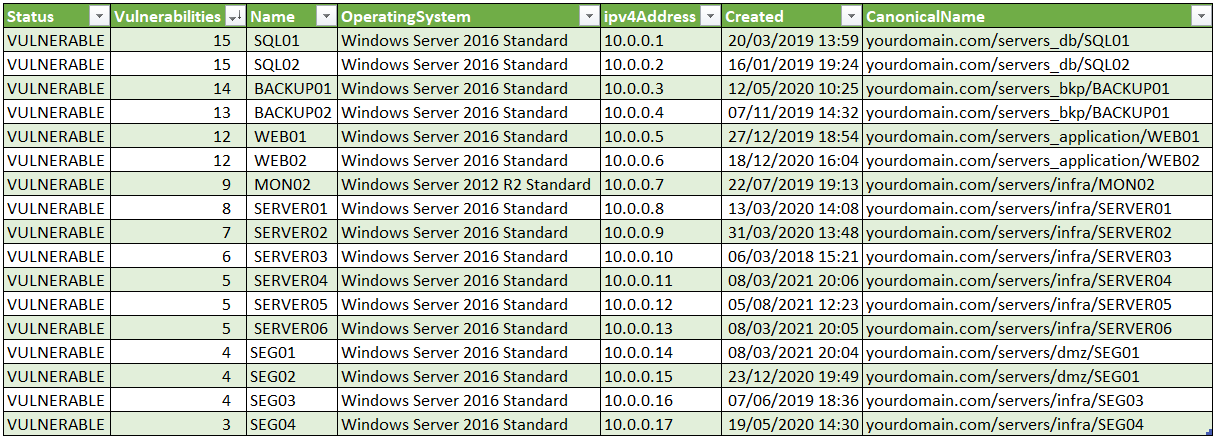 Status Vulnerabilities Name OperatingSystem ipv4Address Created CanonicalName
VULNERABLE 15 SQL01 Windows Server 2016 Standard 10.0.0.1 20/03/2019 13:59 yourdomain.com/servers_db/SQL01
VULNERABLE 15 SQL02 Windows Server 2016 Standard 10.0.0.2 16/01/2019 19:24 yourdomain.com/servers_db/SQL02
VULNERABLE 14 BACKUP01 Windows Server 2016 Standard 10.0.0.3 12/05/2020 10:25 yourdomain.com/servers_bkp/BACKUP01
VULNERABLE 13 BACKUP02 Windows Server 2016 Standard 10.0.0.4 07/11/2019 14:32 yourdomain.com/servers_bkp/BACKUP01
VULNERABLE 12 WEB01 Windows Server 2016 Standard 10.0.0.5 27/12/2019 18:54 yourdomain.com/servers_application/WEB01
VULNERABLE 12 WEB02 Windows Server 2016 Standard 10.0.0.6 18/12/2020 16:04 yourdomain.com/servers_application/WEB02
VULNERABLE 9 MON02 Windows Server 2012 R2 Standard 10.0.0.7 22/07/2019 19:13 yourdomain.com/servers/infra/MON02
VULNERABLE 8 SERVER01 Windows Server 2016 Standard 10.0.0.8 13/03/2020 14:08 yourdomain.com/servers/infra/SERVER01
VULNERABLE 7 SERVER02 Windows Server 2016 Standard 10.0.0.9 31/03/2020 13:48 yourdomain.com/servers/infra/SERVER02
VULNERABLE 6 SERVER03 Windows Server 2016 Standard 10.0.0.10 06/03/2018 15:21 yourdomain.com/servers/infra/SERVER03
VULNERABLE 5 SERVER04 Windows Server 2016 Standard 10.0.0.11 08/03/2021 20:06 yourdomain.com/servers/infra/SERVER04
VULNERABLE 5 SERVER05 Windows Server 2016 Standard 10.0.0.12 05/08/2021 12:23 yourdomain.com/servers/infra/SERVER05
VULNERABLE 5 SERVER06 Windows Server 2016 Standard 10.0.0.13 08/03/2021 20:05 yourdomain.com/servers/infra/SERVER06
VULNERABLE 4 SEG01 Windows Server 2016 Standard 10.0.0.14 08/03/2021 20:04 yourdomain.com/servers/dmz/SEG01
VULNERABLE 4 SEG02 Windows Server 2016 Standard 10.0.0.15 23/12/2020 19:49 yourdomain.com/servers/dmz/SEG01
VULNERABLE 4 SEG03 Windows Server 2016 Standard 10.0.0.16 07/06/2019 18:36 yourdomain.com/servers/infra/SEG03
VULNERABLE 3 SEG04 Windows Server 2016 Standard 10.0.0.17 19/05/2020 14:30 yourdomain.com/servers/infra/SEG04